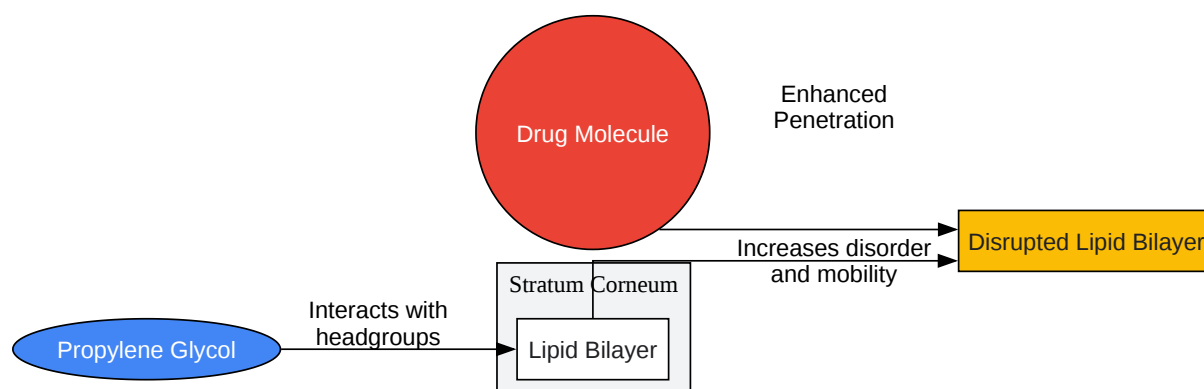 Enhanced
Penetration
Drug Molecule
Increases disorder
and mobility
Disrupted Lipid Bilayer
Stratum Corneum
Interacts with
headgroups
Propylene Glycol
Lipid Bilayer